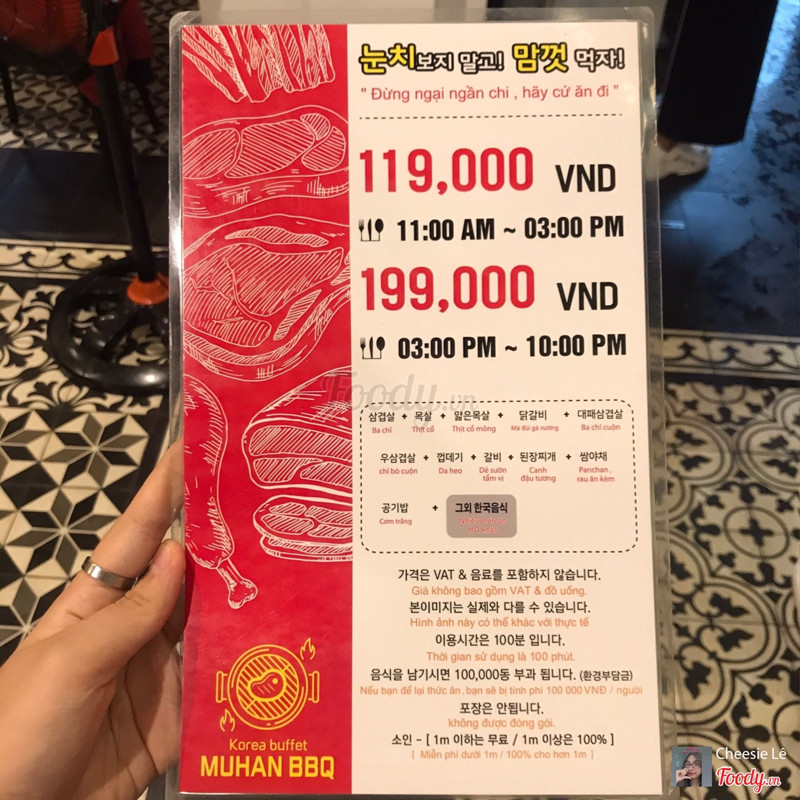 눈치보지 말고! 맘껏 먹자!
" Đừng ngại ngần chi , hãy cứ ăn đi "
119,000 VND
11:00 AM ~ 03:00 PM
199,000 VND
03:00 PM ~ 10:00 PM
Foody.vn
삼겹살 + 목살 + 얇은목살 + 닭갈비 + 대패삼겹살
Ba chỉ Thịt cổ Thịt cổ mỏng Má đùi gà nướng Ba chỉ cuộn
우삼겹살 + 껍데기 + 갈비 + 된장찌개 + 쌈야채
chỉ bò cuộn Da heo Dẻ sườn Canh Panchan ,
tẩm vị đậu tương rau ăn kèm
공기밥 + 그외 한국음식
Cơm trắng
가격은 VAT & 음료를 포함하지 않습니다.
Giá không bao gồm VAT & đồ uống.
본이미지는 실제와 다를 수 있습니다.
Hình ảnh này có thể khác với thực tế
이용시간은 100분 입니다.
Thời gian sử dụng là 100 phút.
음식을 남기시면 100,000동 부과 됩니다. (환경부담금)
Nếu bạn để lại thức ăn, bạn sẽ bị tính phí 100 000 VNĐ / người
포장은 안됩니다.
không được đóng gói.
소인 - [ 1m 이하는 무료 / 1m 이상은 100% ]
[ Miễn phí dưới 1m / 100% cho hơn 1m ]
Korea buffet
MUHAN BBQ
Cheesie Lê
Foody.vn